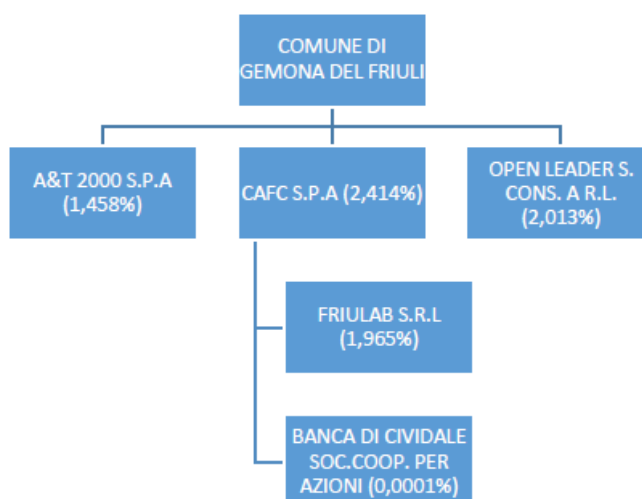 COMUNE DI
GEMONA DEL FRIULI
A&T 2000 S.P.A
(1,458%)
CAFC S.P.A (2,414%)
OPEN LEADER S.
CONS. A R.L.
(2,013%)
FRIULAB S.R.L
(1,965%)
BANCA DI CIVIDALE
SOC.COOP. PER
AZIONI (0,0001%)